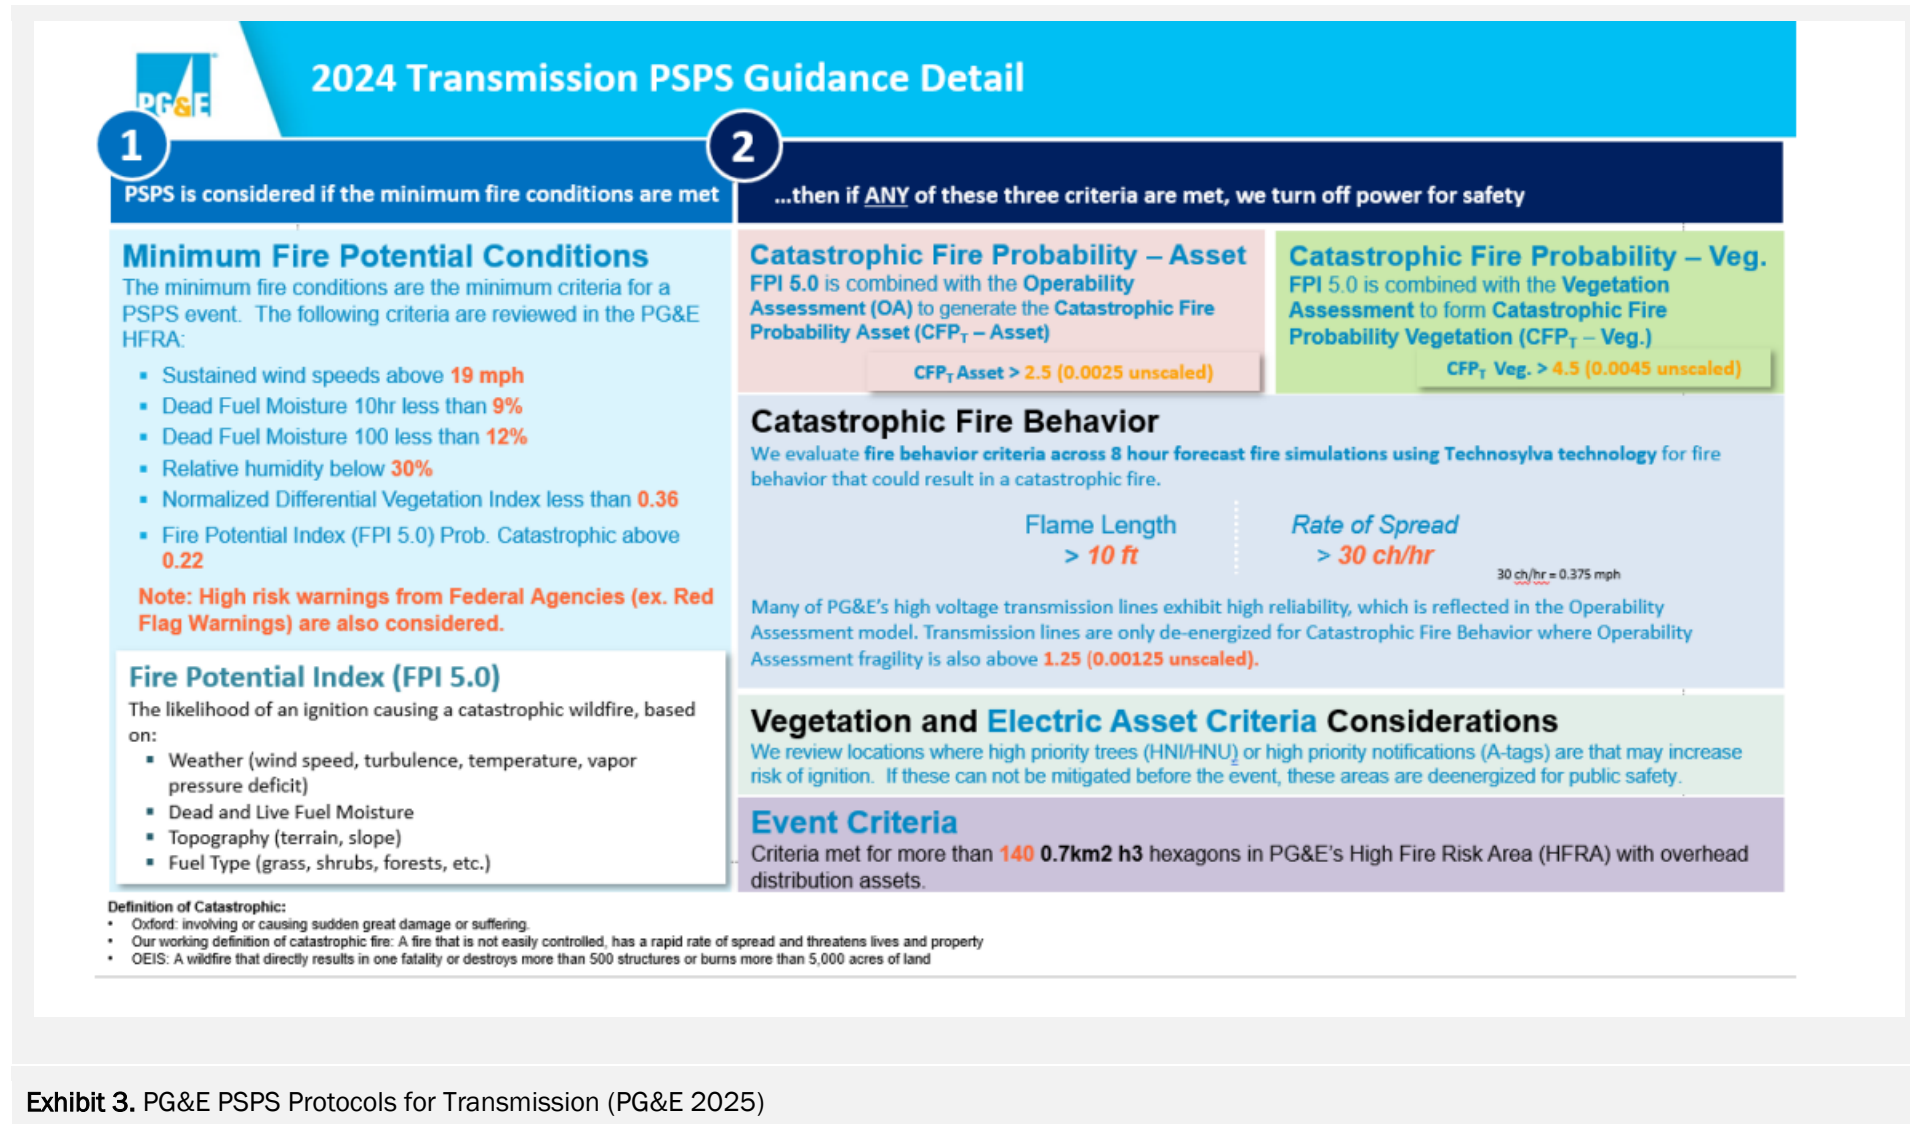 PG&E
2024 Transmission PSPS Guidance Detail
1
PSPS is considered if the minimum fire conditions are met
2
...then if ANY of these three criteria are met, we turn off power for safety
Minimum Fire Potential Conditions
The minimum fire conditions are the minimum criteria for a
PSPS event. The following criteria are reviewed in the PG&E
HFRA:
▪ Sustained wind speeds above 19 mph
▪ Dead Fuel Moisture 10hr less than 9%
▪ Dead Fuel Moisture 100 less than 12%
▪ Relative humidity below 30%
▪ Normalized Differential Vegetation Index less than 0.36
▪ Fire Potential Index (FPI 5.0) Prob. Catastrophic above
0.22
Note: High risk warnings from Federal Agencies (ex. Red
Flag Warnings) are also considered.
Fire Potential Index (FPI 5.0)
The likelihood of an ignition causing a catastrophic wildfire, based
on:
▪ Weather (wind speed, turbulence, temperature, vapor
pressure deficit)
▪ Dead and Live Fuel Moisture
▪ Topography (terrain, slope)
▪ Fuel Type (grass, shrubs, forests, etc.)
Catastrophic Fire Probability – Asset
FPI 5.0 is combined with the Operability
Assessment (OA) to generate the Catastrophic Fire
Probability Asset (CFPT – Asset)
CFPT Asset > 2.5 (0.0025 unscaled)
Catastrophic Fire Probability – Veg.
FPI 5.0 is combined with the Vegetation
Assessment to form Catastrophic Fire
Probability Vegetation (CFPT – Veg.)
CFPT Veg. > 4.5 (0.0045 unscaled)
Catastrophic Fire Behavior
We evaluate fire behavior criteria across 8 hour forecast fire simulations using Technosylva technology for fire
behavior that could result in a catastrophic fire.
Flame Length
> 10 ft
Rate of Spread
> 30 ch/hr
30 ch/hr = 0.375 mph
Many of PG&E's high voltage transmission lines exhibit high reliability, which is reflected in the Operability
Assessment model. Transmission lines are only de-energized for Catastrophic Fire Behavior where Operability
Assessment fragility is also above 1.25 (0.00125 unscaled).
Vegetation and Electric Asset Criteria Considerations
We review locations where high priority trees (HNI/HNU) or high priority notifications (A-tags) are that may increase
risk of ignition. If these can not be mitigated before the event, these areas are deenergized for public safety.
Event Criteria
Criteria met for more than 140 0.7km2 h3 hexagons in PG&E's High Fire Risk Area (HFRA) with overhead
distribution assets.
Definition of Catastrophic:
• Oxford: involving or causing sudden great damage or suffering.
• Our working definition of catastrophic fire: A fire that is not easily controlled, has a rapid rate of spread and threatens lives and property
• OEIS: A wildfire that directly results in one fatality or destroys more than 500 structures or burns more than 5,000 acres of land
Exhibit 3. PG&E PSPS Protocols for Transmission (PG&E 2025)